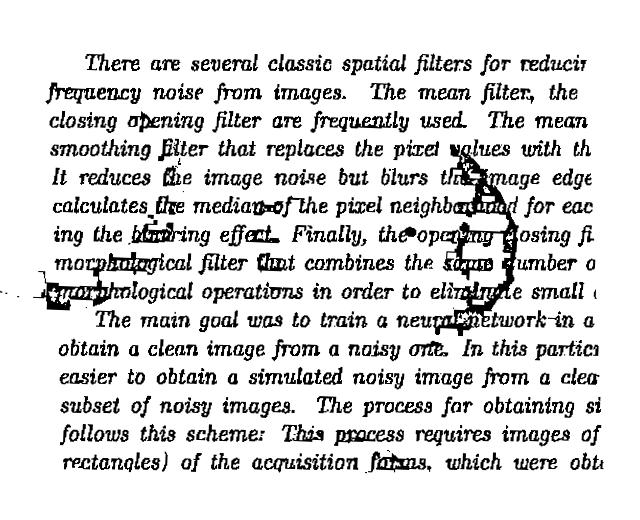 There are several classic spatial filters for reducin
frequency noise from images. The mean filter, the
closing opening filter are frequently used. The mean
smoothing filter that replaces the pixel values with th
It reduces the image noise but blurs the image edge
calculates the median of the pixel neighborhood for eac
ing the blurring effect. Finally, the opening closing fi
morphological filter that combines the same number o
morphological operations in order to eliminate small
The main goal was to train a neural network in a
obtain a clean image from a noisy one. In this partic
easier to obtain a simulated noisy image from a clea
subset of noisy images. The process for obtaining si
follows this scheme: This process requires images of
rectangles) of the acquisition forms, which were obt